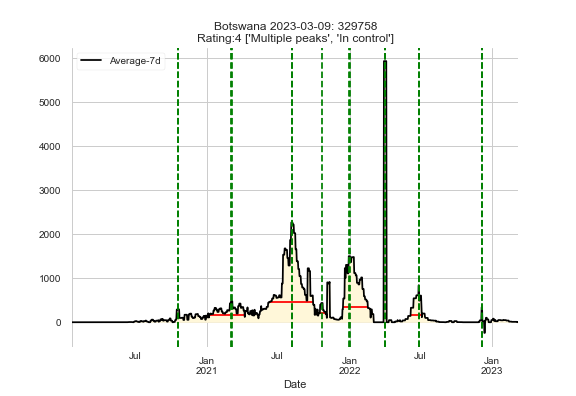 Botswana 2023-03-09: 329758
Rating:4 ['Multiple peaks', 'In control']
Average-7d
6000
5000
4000
3000
2000
1000
0
Jul
Jan
2021
Jul
Jan
2022
Jul
Jan
2023
Date